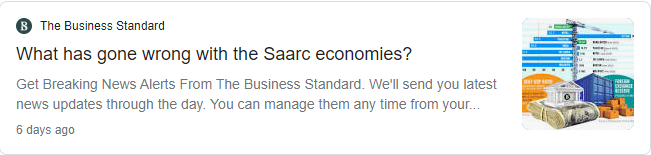 The Business Standard
What has gone wrong with the Saarc economies?
Get Breaking News Alerts From The Business Standard. We'll send you latest
news updates through the day. You can manage them any time from your...
6 days ago